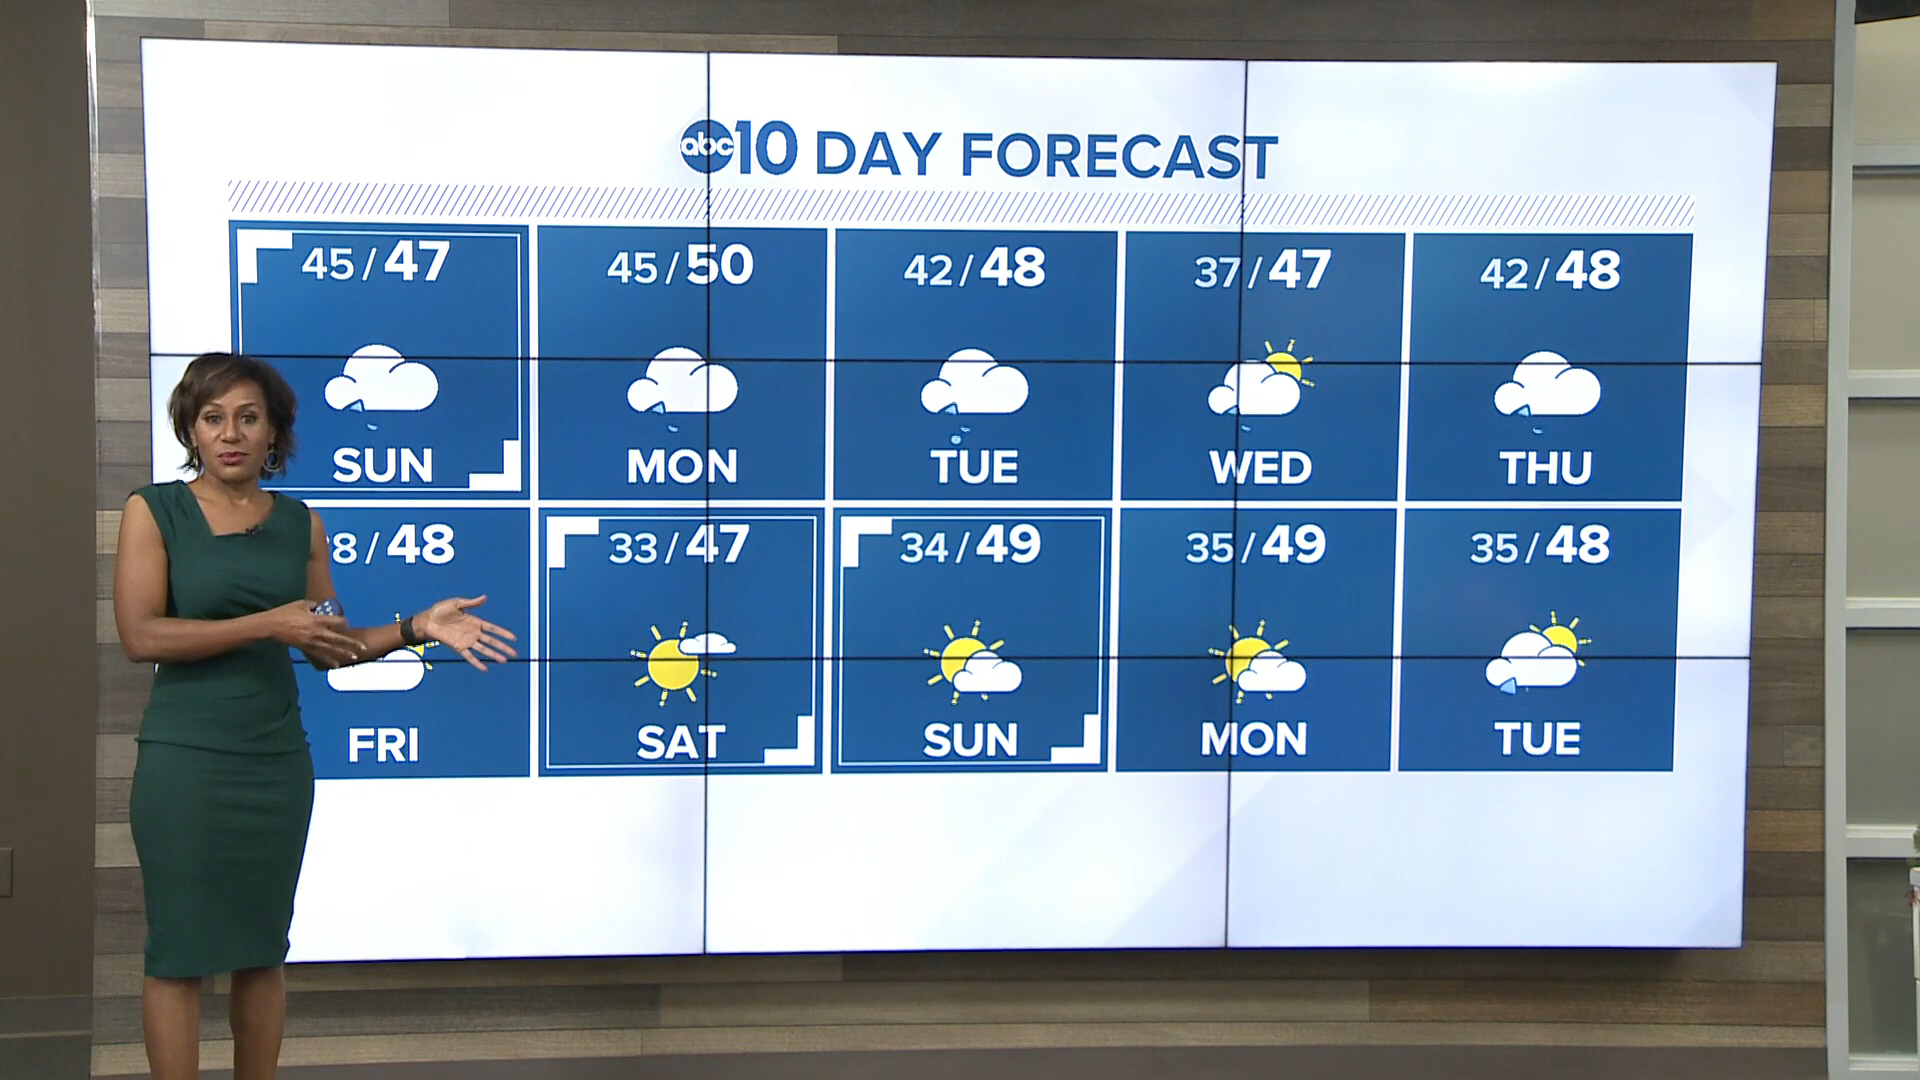 abc10 DAY FORECAST
45/47 45/50 42/48 37/47 42/48
SUN MON TUE WED THU
8/48 33/47 34/49 35/49 35/48
FRI SAT SUN MON TUE